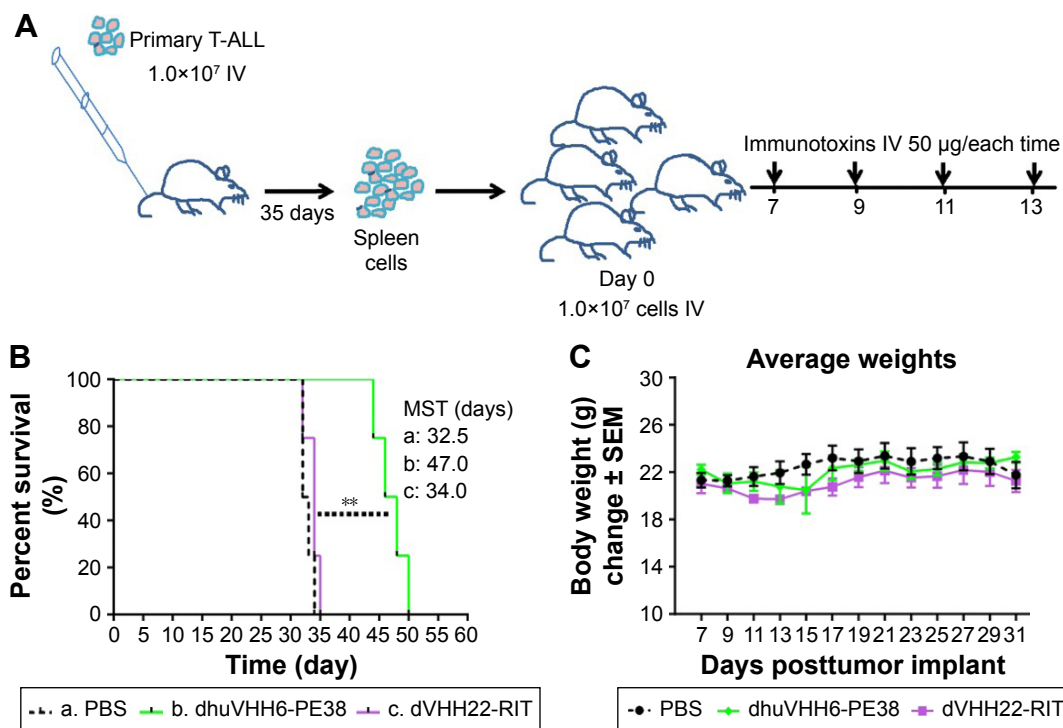 A
Primary T-ALL
1.0×10⁷ IV
35 days
Spleen
cells
Day 0
1.0×10⁷ cells IV
Immunotoxins IV 50 µg/each time
7 9 11 13
B
Percent survival
(%)
100
80
60
40
20
0
MST (days)
a: 32.5
b: 47.0
c: 34.0
**
0 5 10 15 20 25 30 35 40 45 50 55 60
Time (day)
a. PBS b. dhuVHH6-PE38 c. dVHH22-RIT
C
Average weights
Body weight (g)
change ± SEM
30
26
22
18
14
10
7 9 11 13 15 17 19 21 23 25 27 29 31
Days posttumor implant
PBS dhuVHH6-PE38 dVHH22-RIT